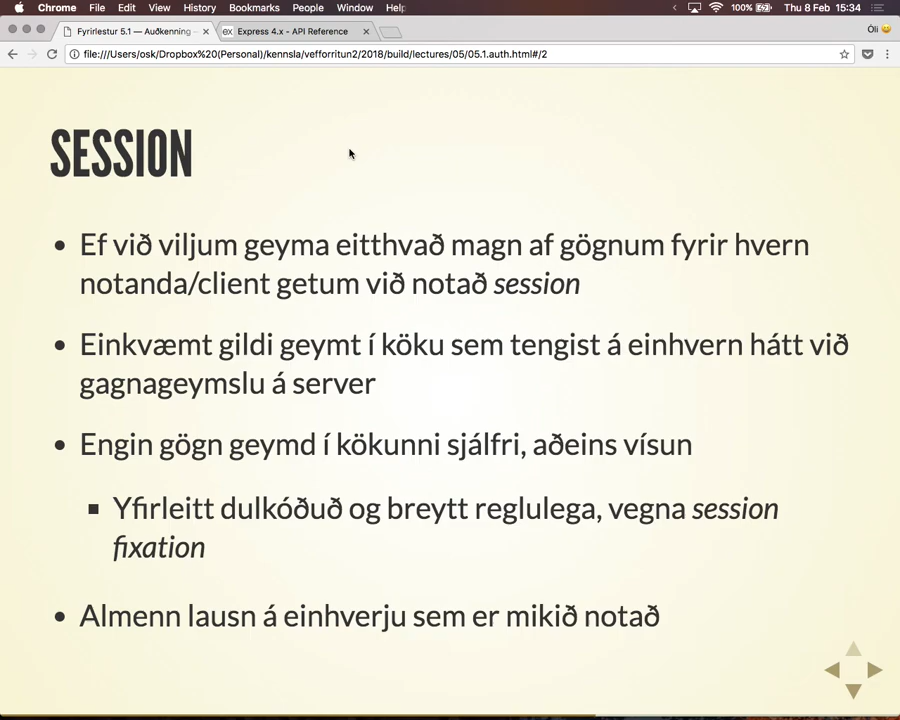 Chrome File Edit View History Bookmarks People Window Help 100% Thu 8 Feb 15:34
Fyrirlestur 5.1 — Auðkenning Express 4.x - API Reference Óli
file:///Users/osk/Dropbox%20(Personal)/kennsla/vefforritun2/2018/build/lectures/05/05.1.auth.html#/2
SESSION
Ef við viljum geyma eitthvað magn af gögnum fyrir hvern
notanda/client getum við notað session
Einkvæmt gildi geymt í köku sem tengist á einhvern hátt við
gagnageymslu á server
Engin gögn geymd í kökunni sjálfri, aðeins vísun
Yfirleitt dulkóðuð og breytt reglulega, vegna session
fixation
Almenn lausn á einhverju sem er mikið notað